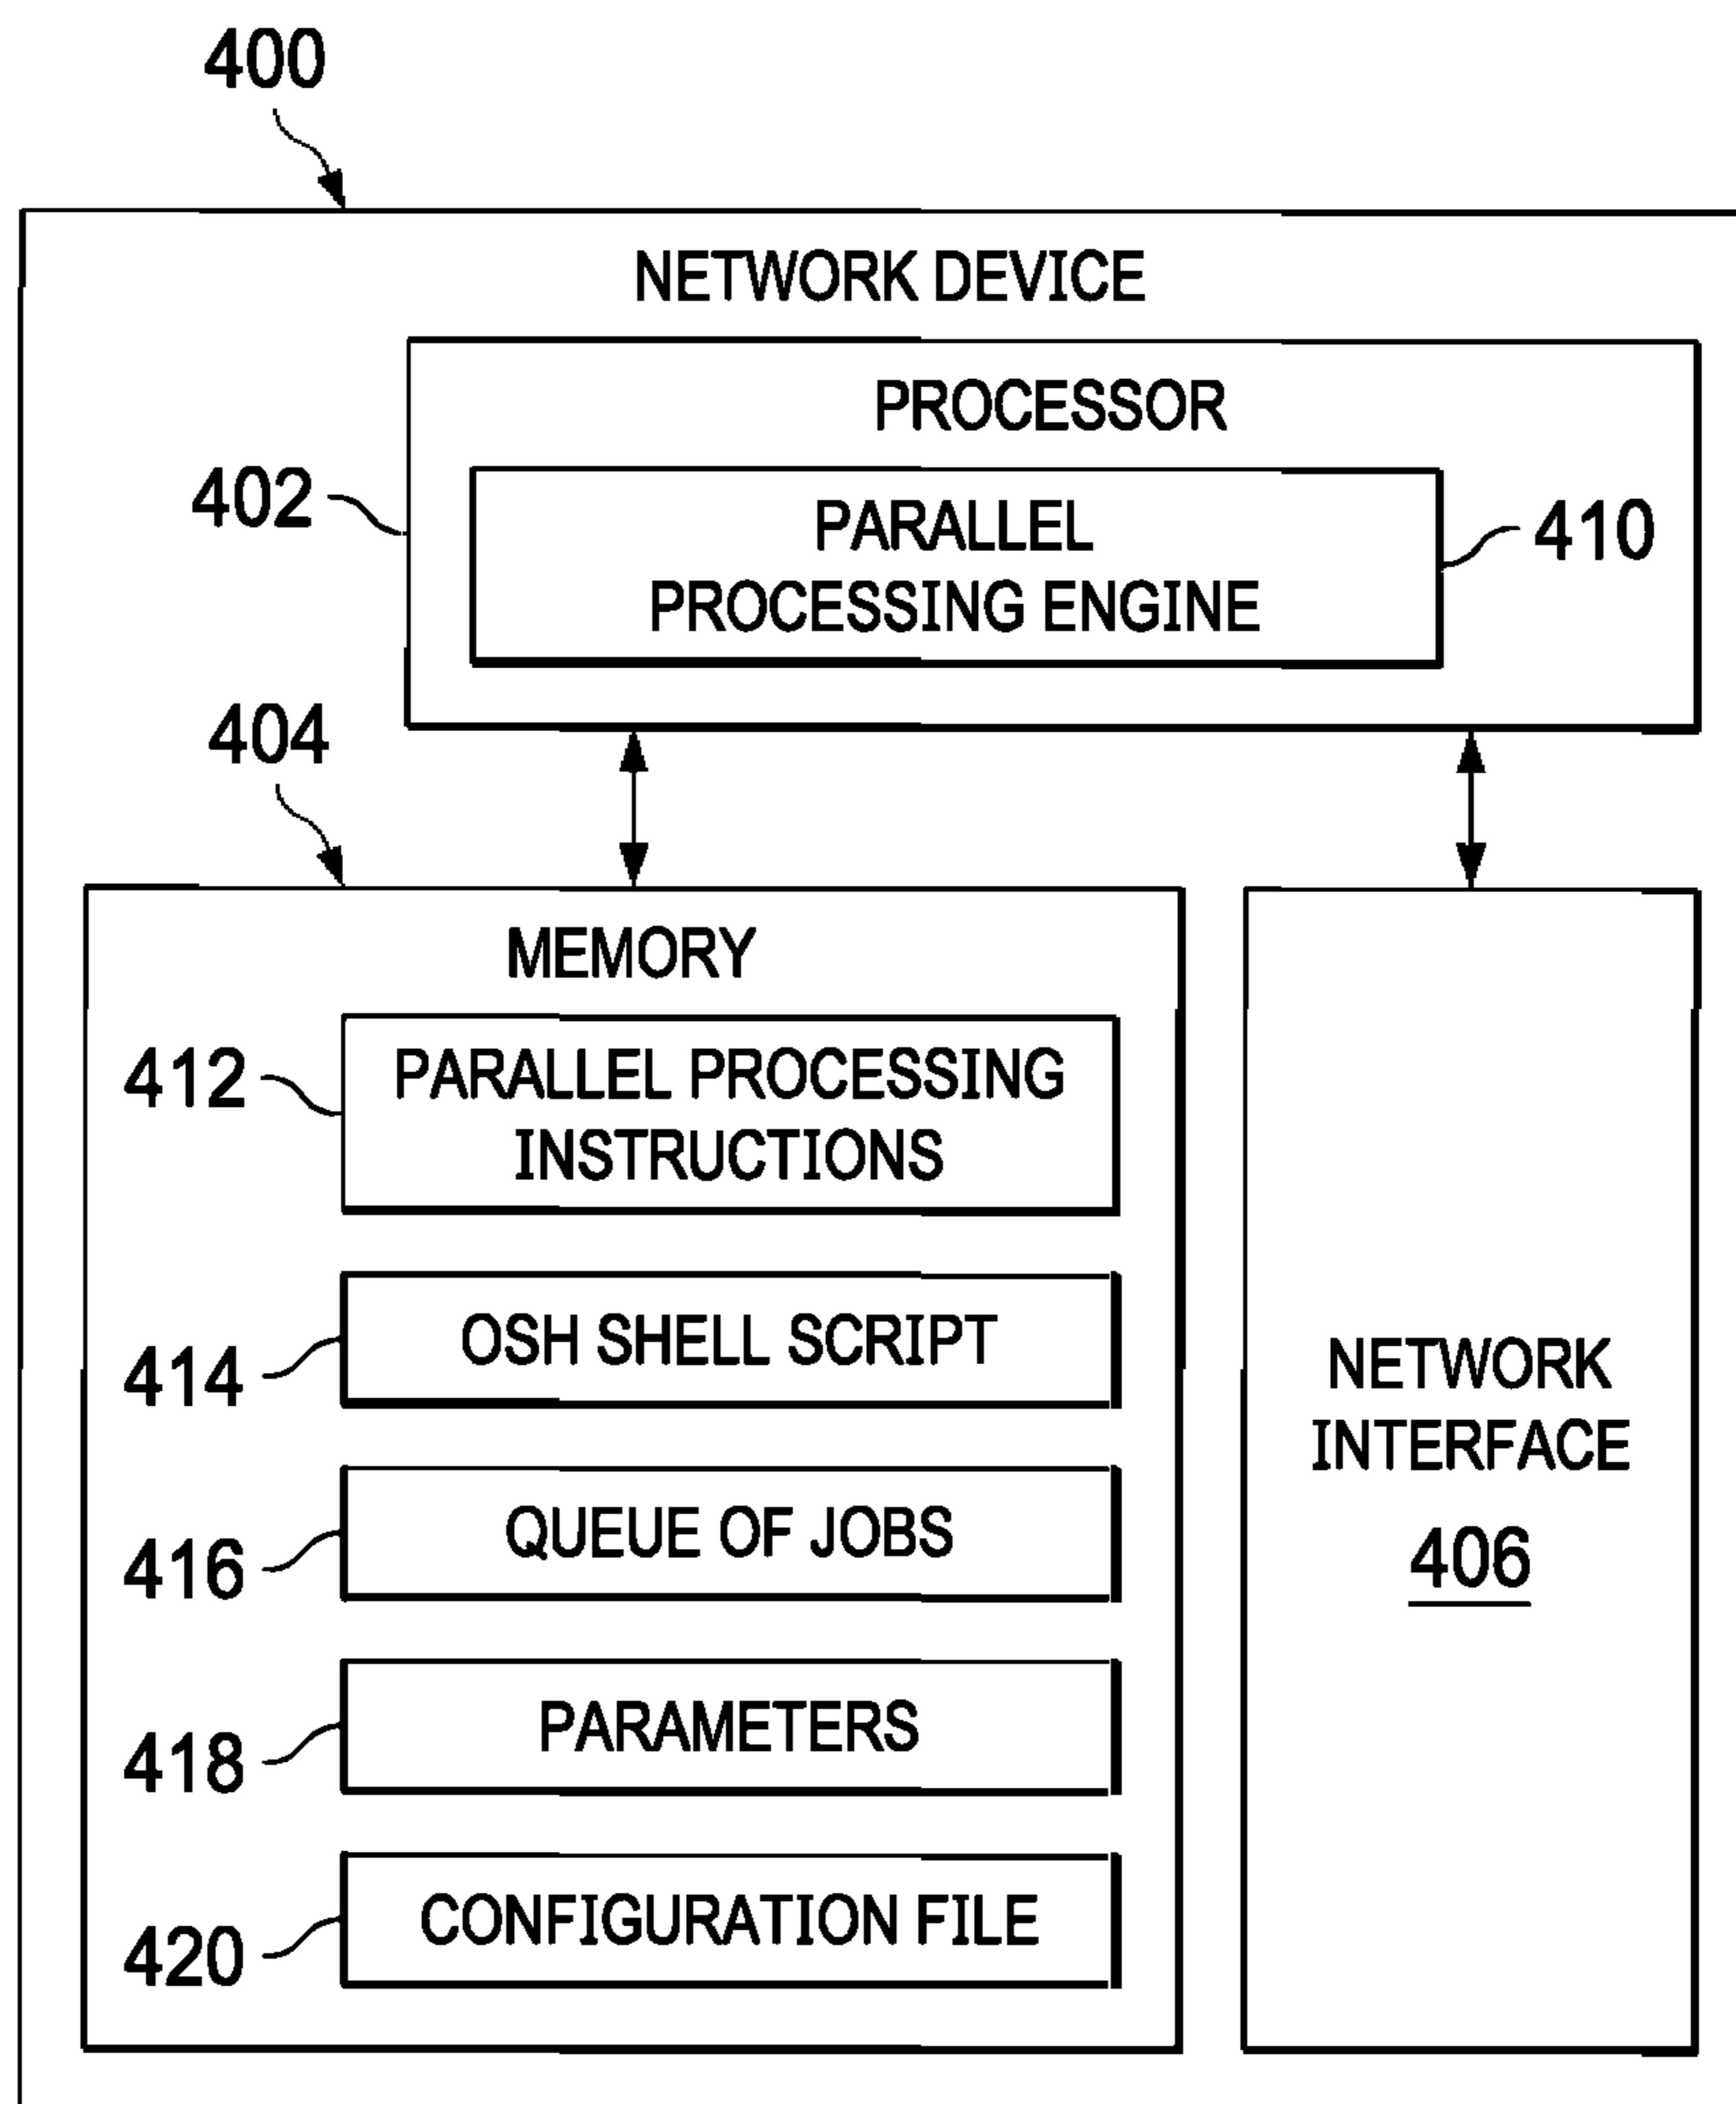 400
NETWORK DEVICE
PROCESSOR
402
PARALLEL
PROCESSING ENGINE
410
404
MEMORY
412
PARALLEL PROCESSING
INSTRUCTIONS
414
OSH SHELL SCRIPT
416
QUEUE OF JOBS
418
PARAMETERS
420
CONFIGURATION FILE
NETWORK
INTERFACE
406